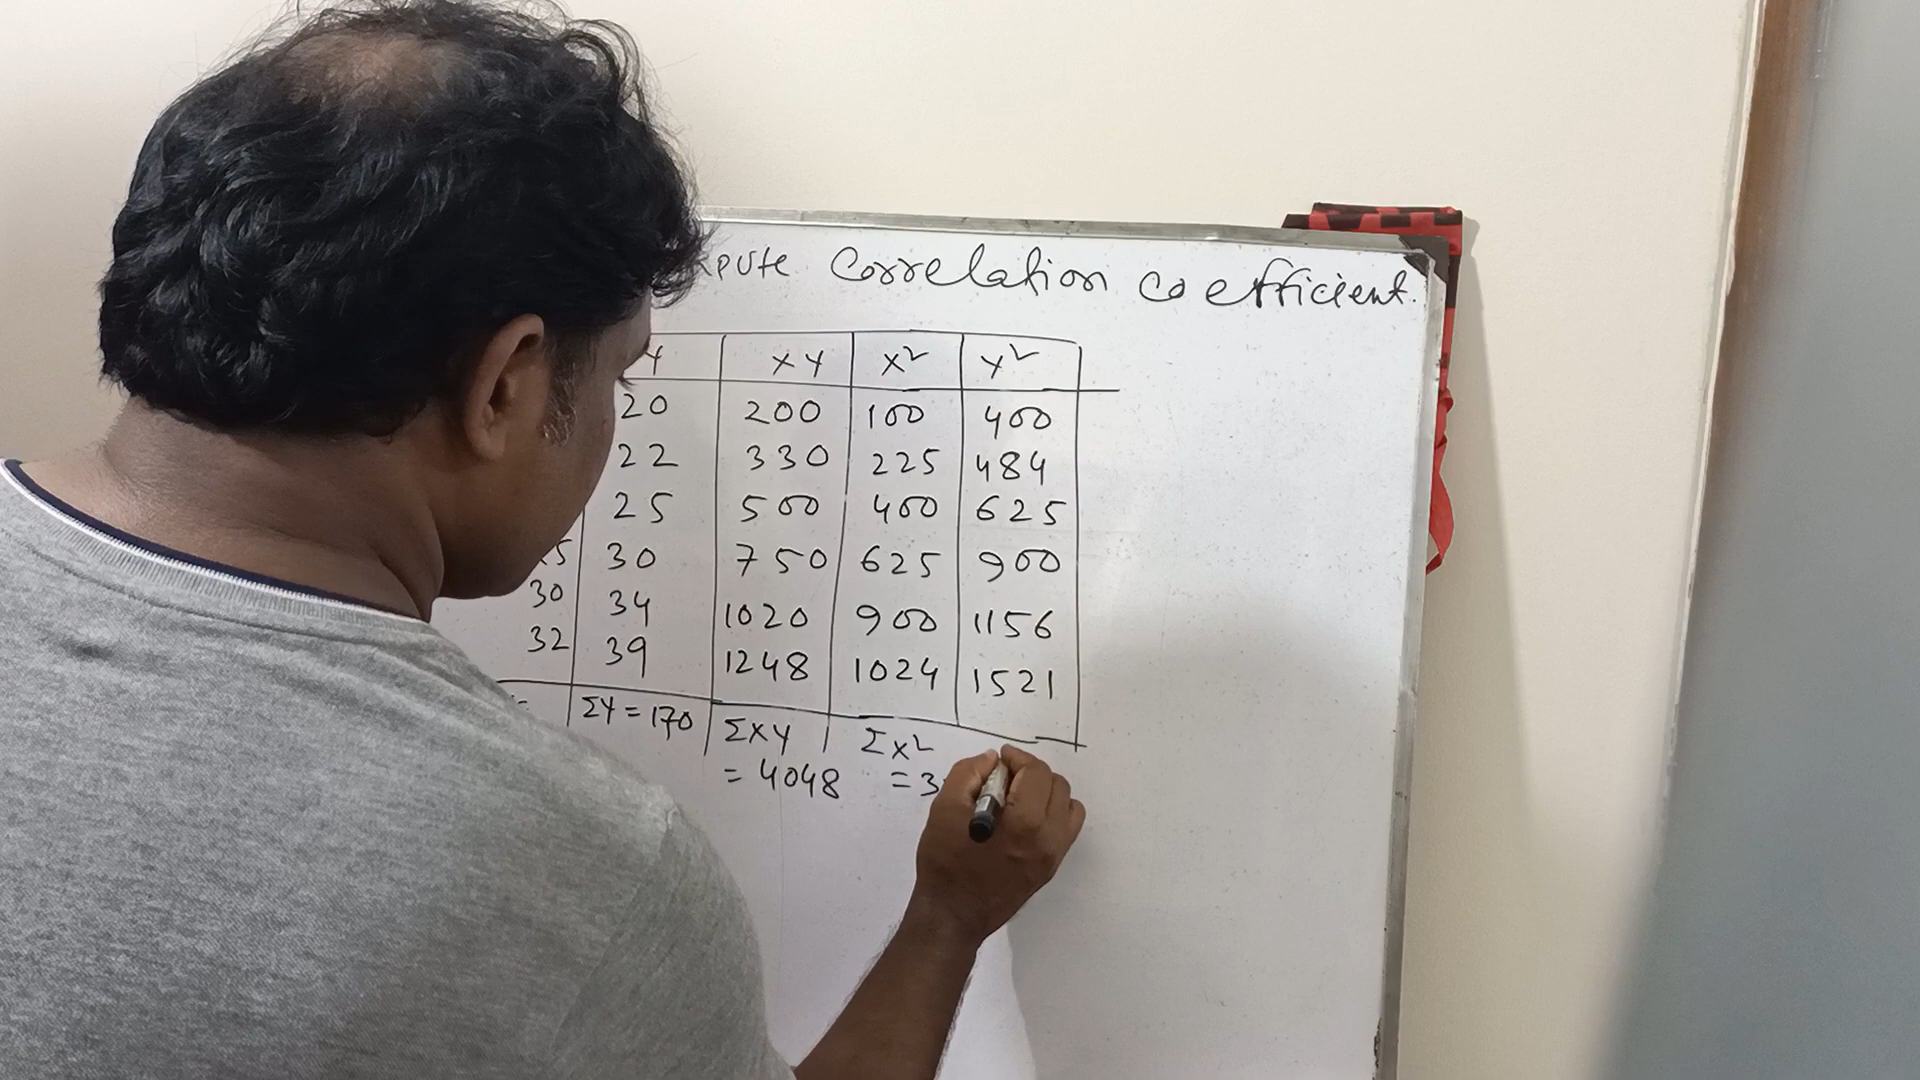 Correlation coefficient.
Y XY X² Y²
20 200 100 400
22 330 225 484
25 500 400 625
30 750 625 900
30 34 1020 900 1156
32 39 1248 1024 1521
ΣY = 170 ΣXY ΣX²
= 4048 = 3